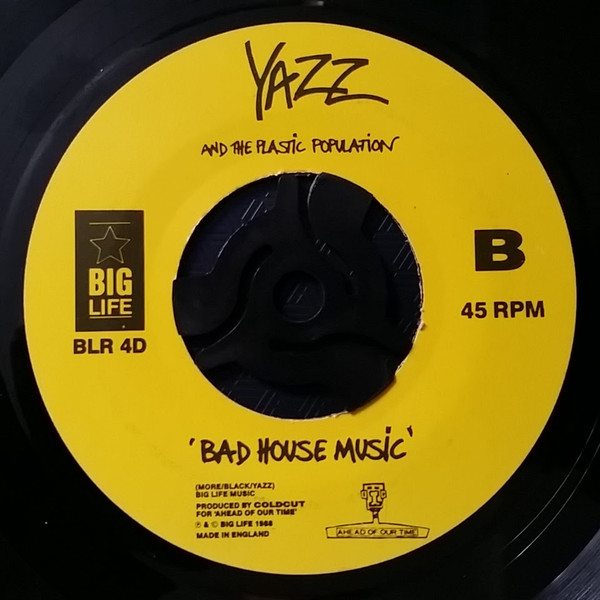 YAZZ
AND THE PLASTIC POPULATION
BIG
LIFE
BLR 4D
B
45 RPM
'BAD HOUSE MUSIC'
(MORE/BLACK/YAZZ)
BIG LIFE MUSIC
PRODUCED BY COLDCUT
FOR 'AHEAD OF OUR TIME'
℗ & © BIG LIFE 1988
MADE IN ENGLAND
AHEAD OF OUR TIME